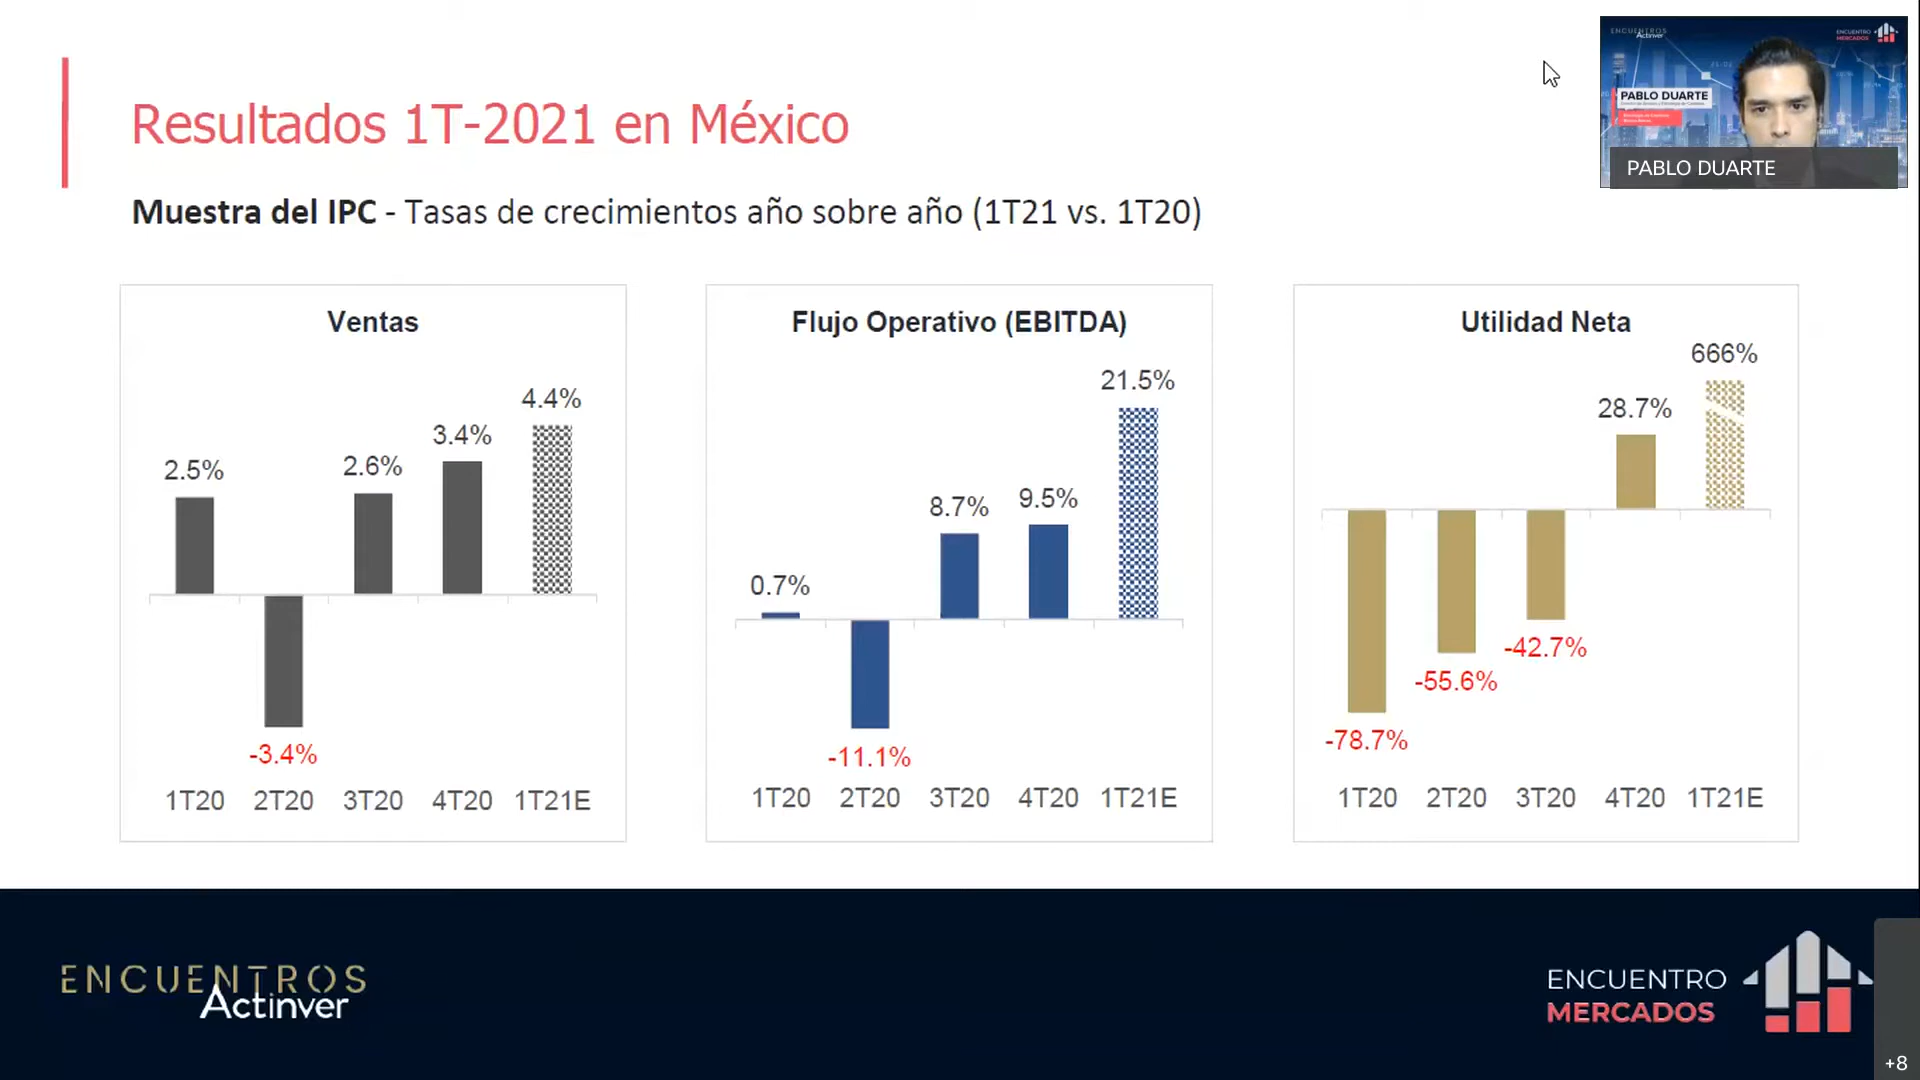 Resultados 1T-2021 en México
Muestra del IPC - Tasas de crecimientos año sobre año (1T21 vs. 1T20)
ENCUENTROS
Actinver
ENCUENTRO
MERCADOS
PABLO DUARTE
PABLO DUARTE
Ventas
2.5%
-3.4%
2.6%
3.4%
4.4%
1T20 2T20 3T20 4T20 1T21E
Flujo Operativo (EBITDA)
0.7%
-11.1%
8.7%
9.5%
21.5%
1T20 2T20 3T20 4T20 1T21E
Utilidad Neta
-78.7%
-55.6%
-42.7%
28.7%
666%
1T20 2T20 3T20 4T20 1T21E
ENCUENTROS
Actinver
ENCUENTRO
MERCADOS
+8